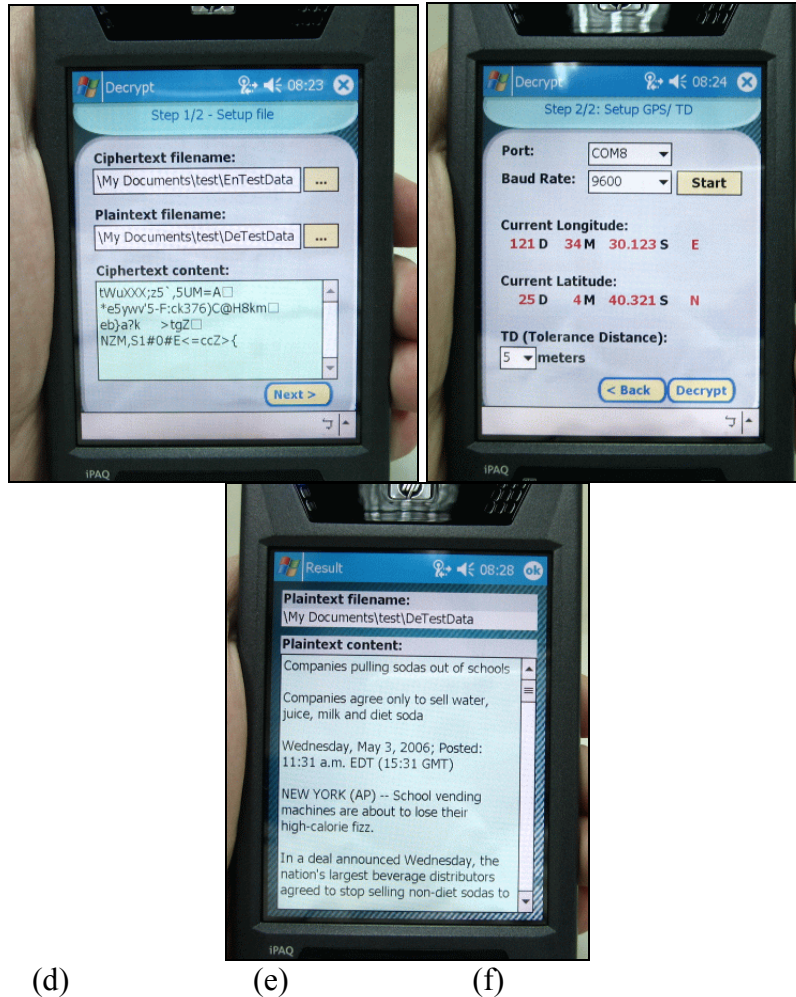 Decrypt 08:23
Step 1/2 - Setup file
Ciphertext filename:
\My Documents\test\EnTestData ...
Plaintext filename:
\My Documents\test\DeTestData ...
Ciphertext content:
tWuXXX;z5`,5UM=A□
*e5ywv'5-F:ck376)C@H8km□
eb}a?k >tgZ□
NZM,S1#0#E<=ccZ>{
Next >
iPAQ
Decrypt 08:24
Step 2/2: Setup GPS/ TD
Port: COM8
Baud Rate: 9600 Start
Current Longitude:
121 D 34 M 30.123 S E
Current Latitude:
25 D 4 M 40.321 S N
TD (Tolerance Distance):
5 meters
< Back Decrypt
iPAQ
hp
Result 08:28 ok
Plaintext filename:
\My Documents\test\DeTestData
Plaintext content:
Companies pulling sodas out of schools
Companies agree only to sell water,
juice, milk and diet soda
Wednesday, May 3, 2006; Posted:
11:31 a.m. EDT (15:31 GMT)
NEW YORK (AP) -- School vending
machines are about to lose their
high-calorie fizz.
In a deal announced Wednesday, the
nation's largest beverage distributors
agreed to stop selling non-diet sodas to
iPAQ
(d) (e) (f)